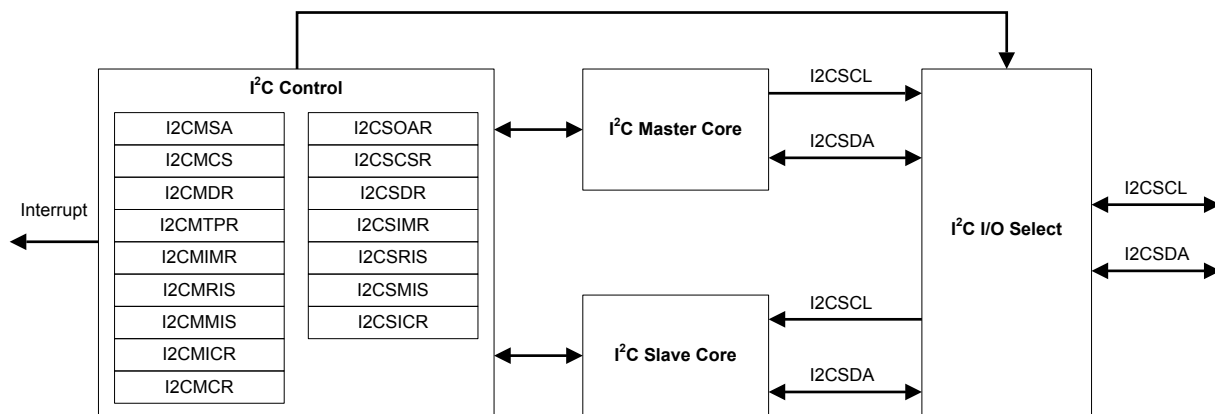 I²C Control
I2CMSA
I2CMCS
I2CMDR
I2CMTPR
I2CMIMR
I2CMRIS
I2CMMIS
I2CMICR
I2CMCR
I2CSOAR
I2CSCSR
I2CSDR
I2CSIMR
I2CSRIS
I2CSMIS
I2CSICR
Interrupt
I²C Master Core
I2CSCL
I2CSDA
I²C Slave Core
I2CSCL
I2CSDA
I²C I/O Select
I2CSCL
I2CSDA